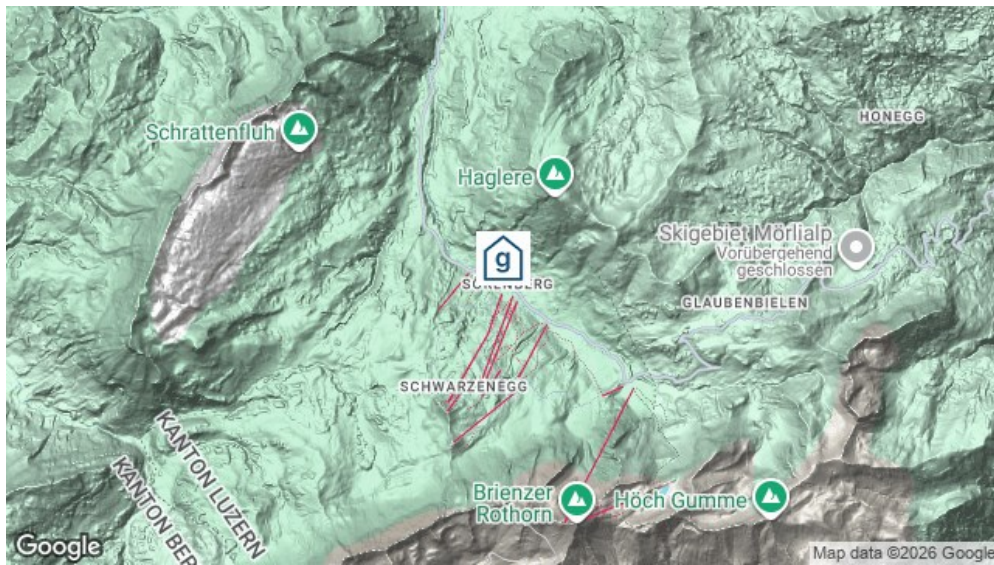 HONEGG
Schrattenfluh
Haglere
Skigebiet Mörlialp
Vorübergehend
geschlossen
g
SÖRENBERG
GLAUBENBIELEN
SCHWARZENEGG
KANTON LUZERN
KANTON BER
Brienzer
Rothorn
Höch Gumme
Google
Map data ©2026 Google